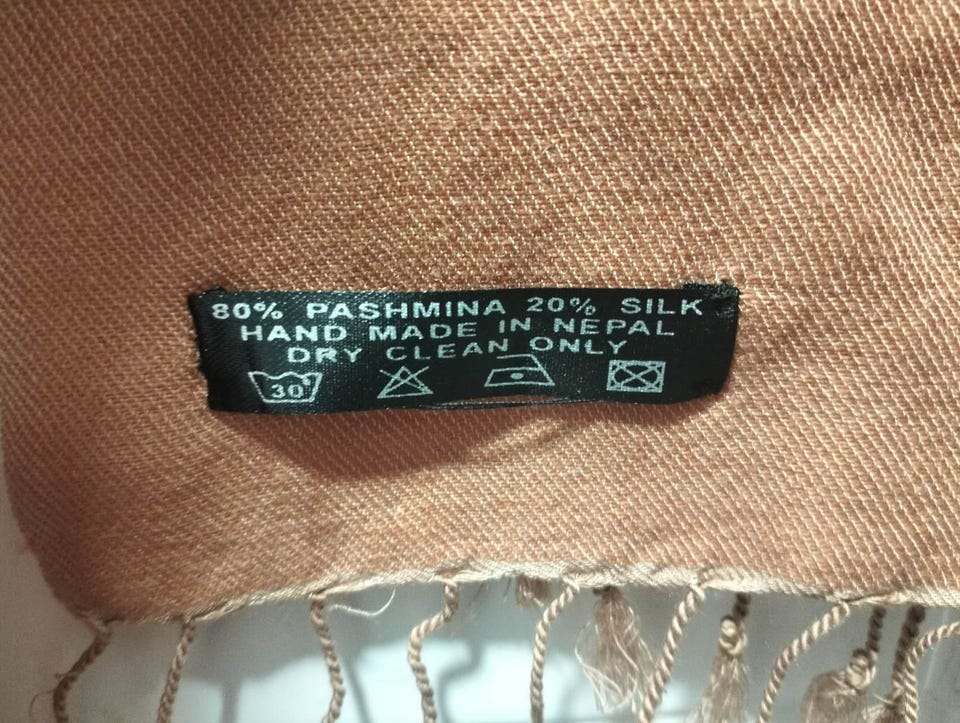 80% PASHMINA 20% SILK
HAND MADE IN NEPAL
DRY CLEAN ONLY
30